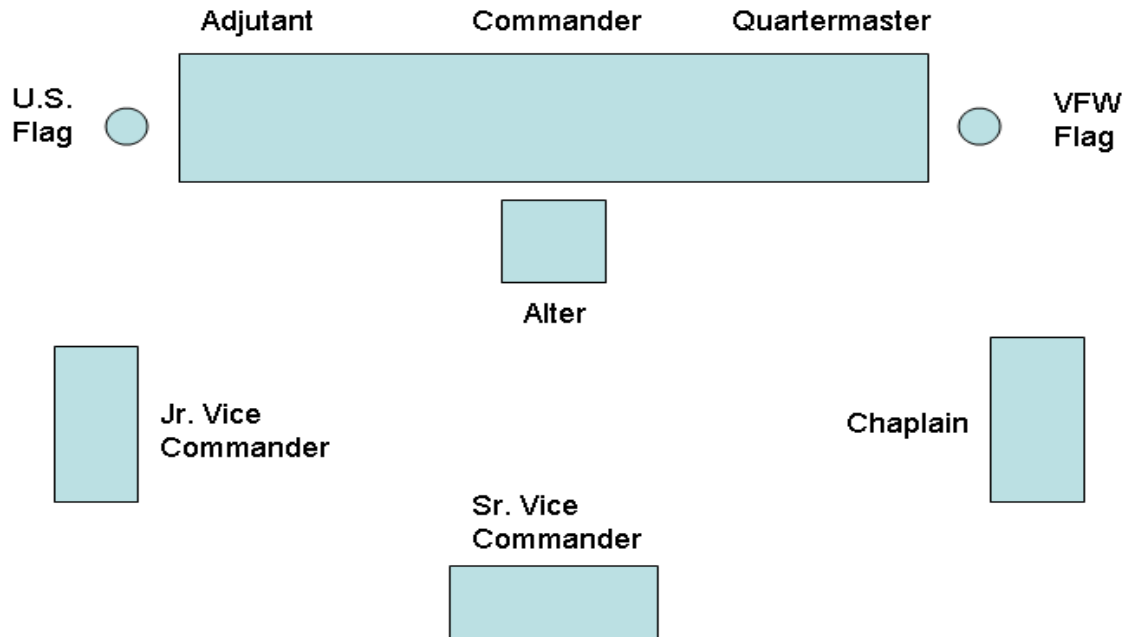 Adjutant
Commander
Quartermaster
U.S.
Flag
VFW
Flag
Alter
Jr. Vice
Commander
Chaplain
Sr. Vice
Commander